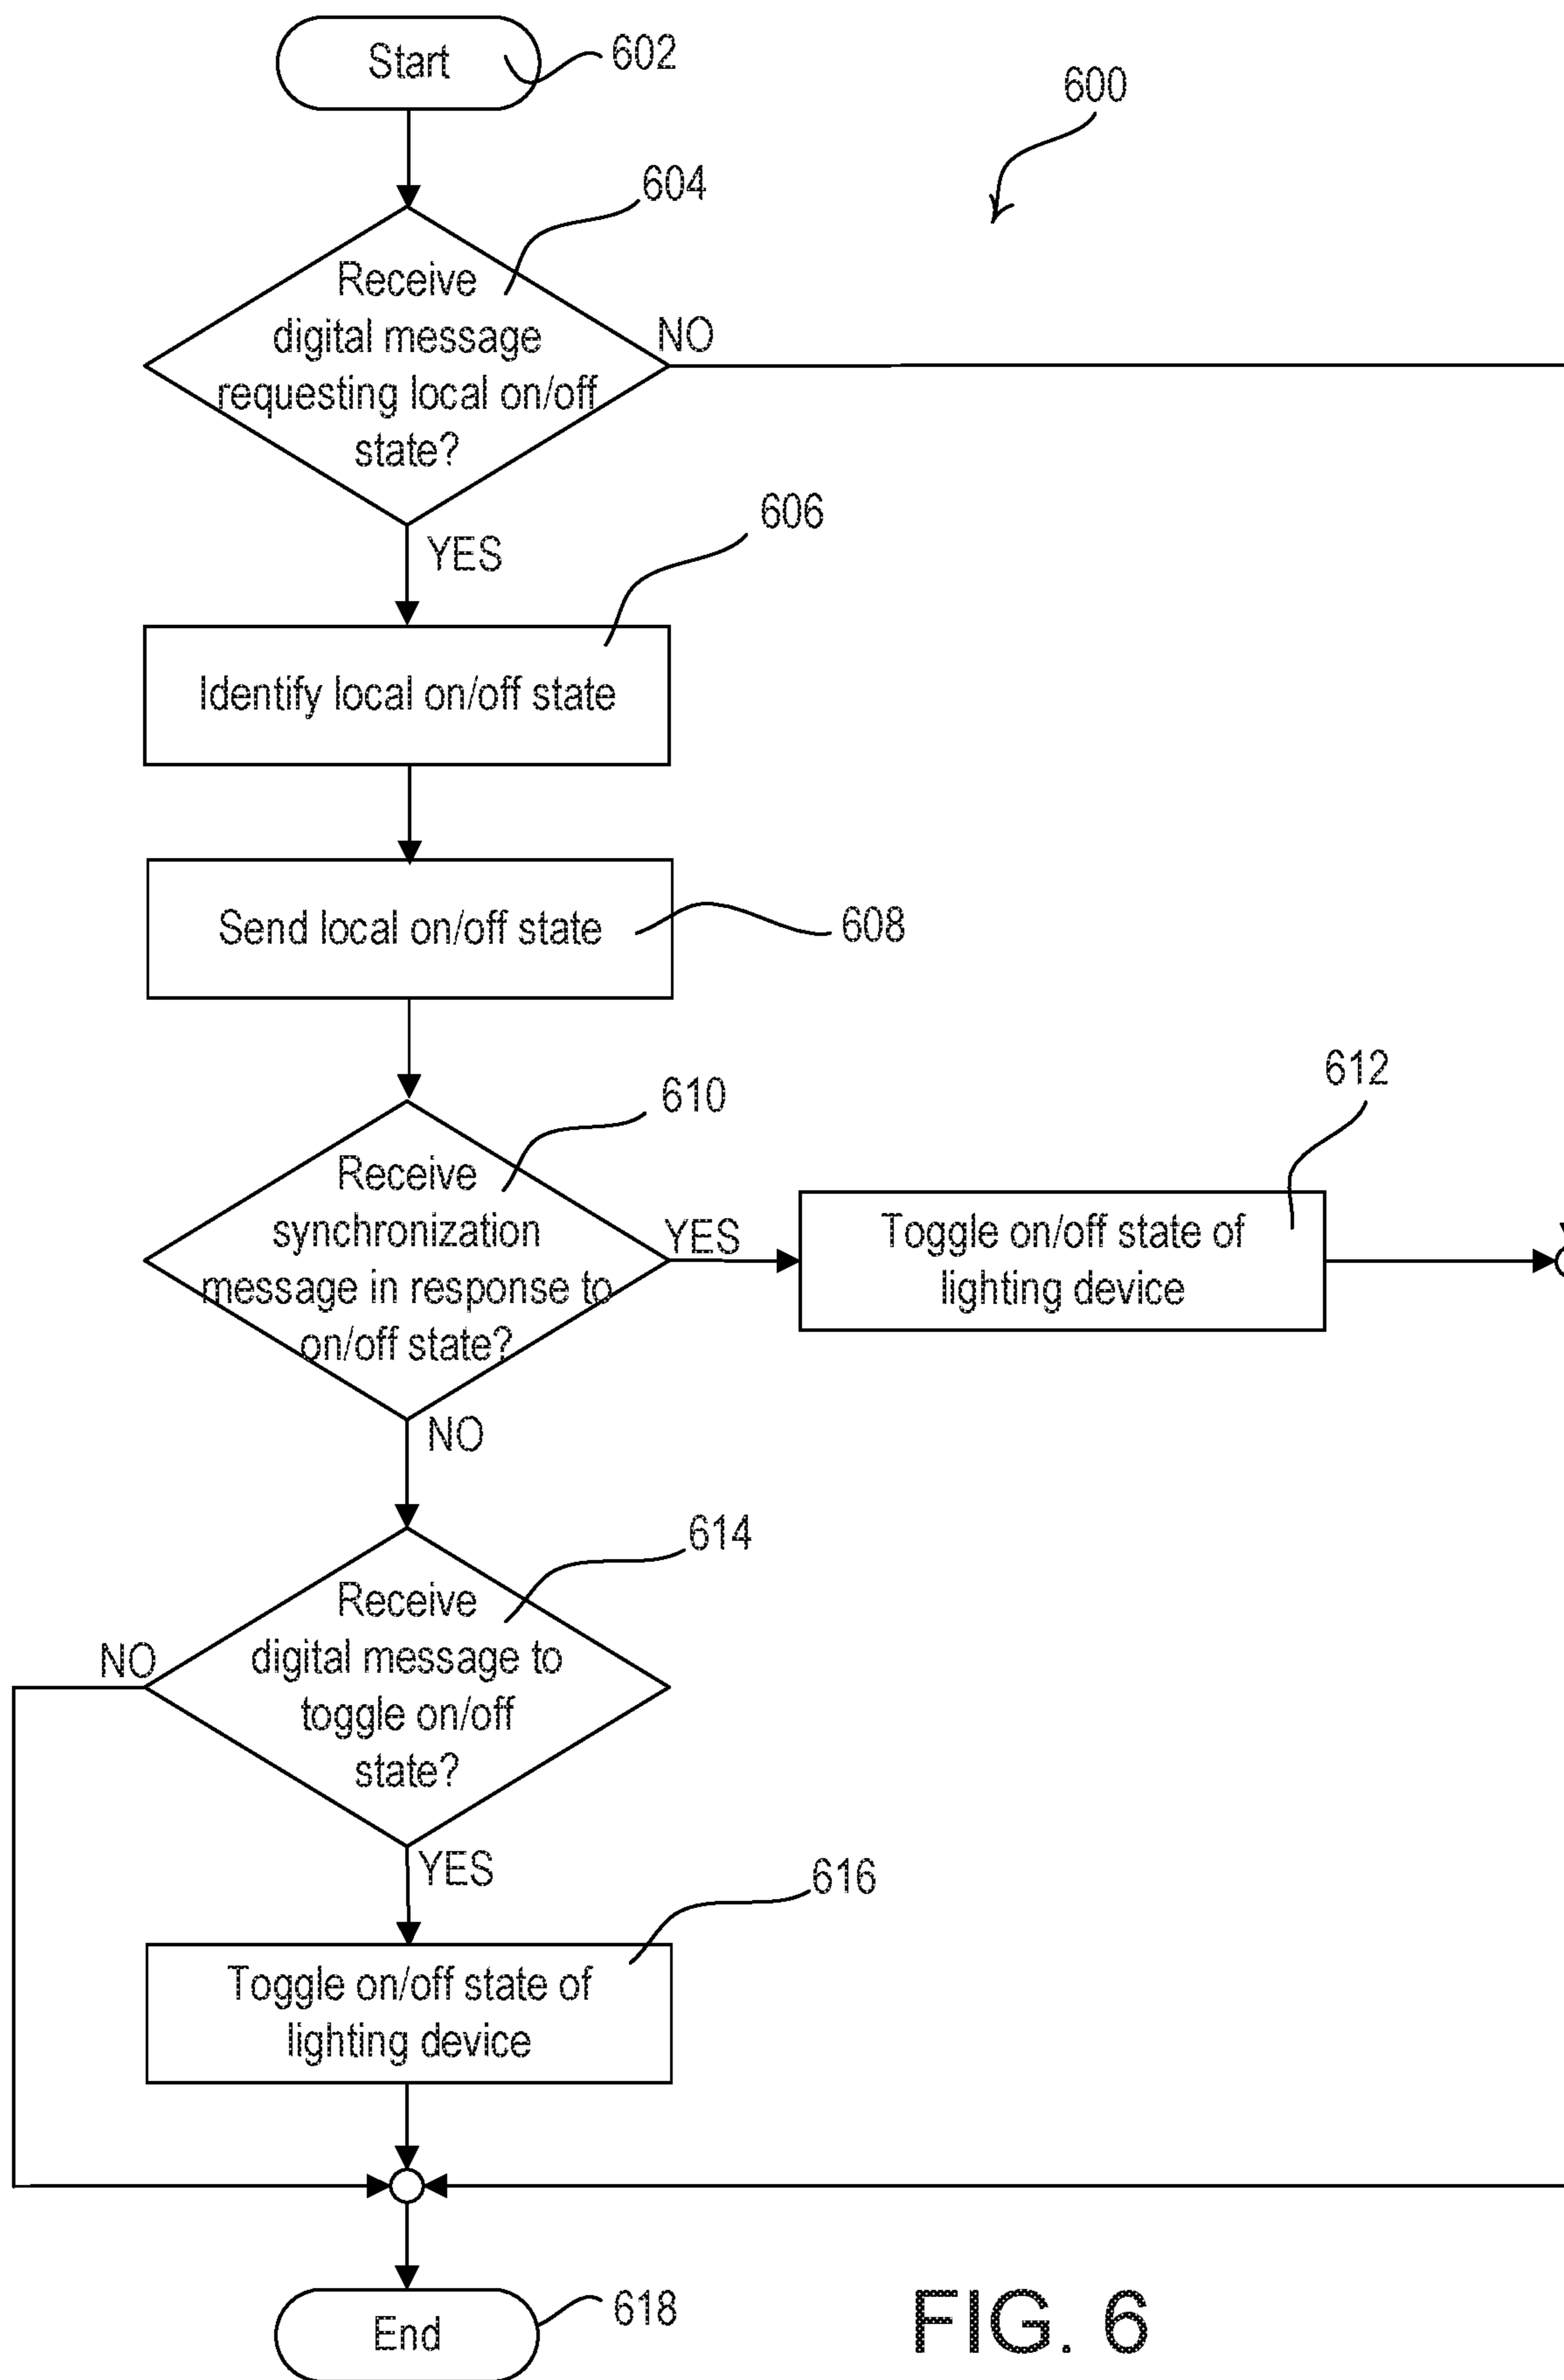 Start
602
600
604
Receive
digital message
requesting local on/off
state?
NO
YES
606
Identify local on/off state
Send local on/off state
608
610
612
Receive
synchronization
message in response to
on/off state?
YES
Toggle on/off state of
lighting device
NO
614
Receive
digital message to
toggle on/off
state?
NO
YES
616
Toggle on/off state of
lighting device
End
618
FIG. 6